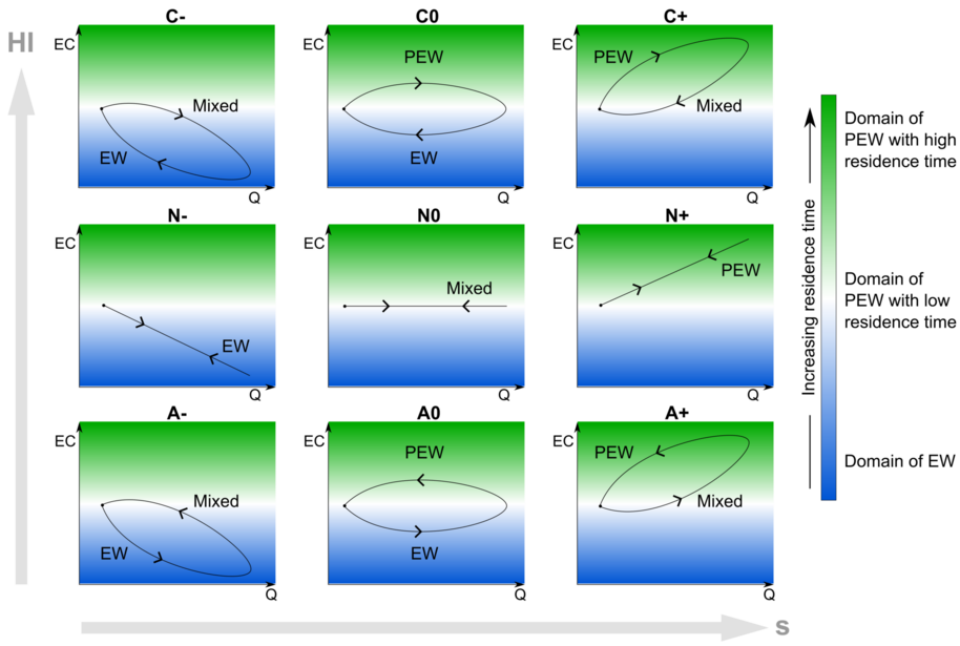 HI
C-
EC
Mixed
EW
Q
C0
EC
PEW
EW
Q
C+
EC
PEW
Mixed
Q
N-
EC
EW
Q
N0
EC
Mixed
Q
N+
EC
PEW
Q
A-
EC
Mixed
EW
Q
A0
EC
PEW
EW
Q
A+
EC
PEW
Mixed
Q
s
Increasing residence time
Domain of
PEW with high
residence time
Domain of
PEW with low
residence time
Domain of EW